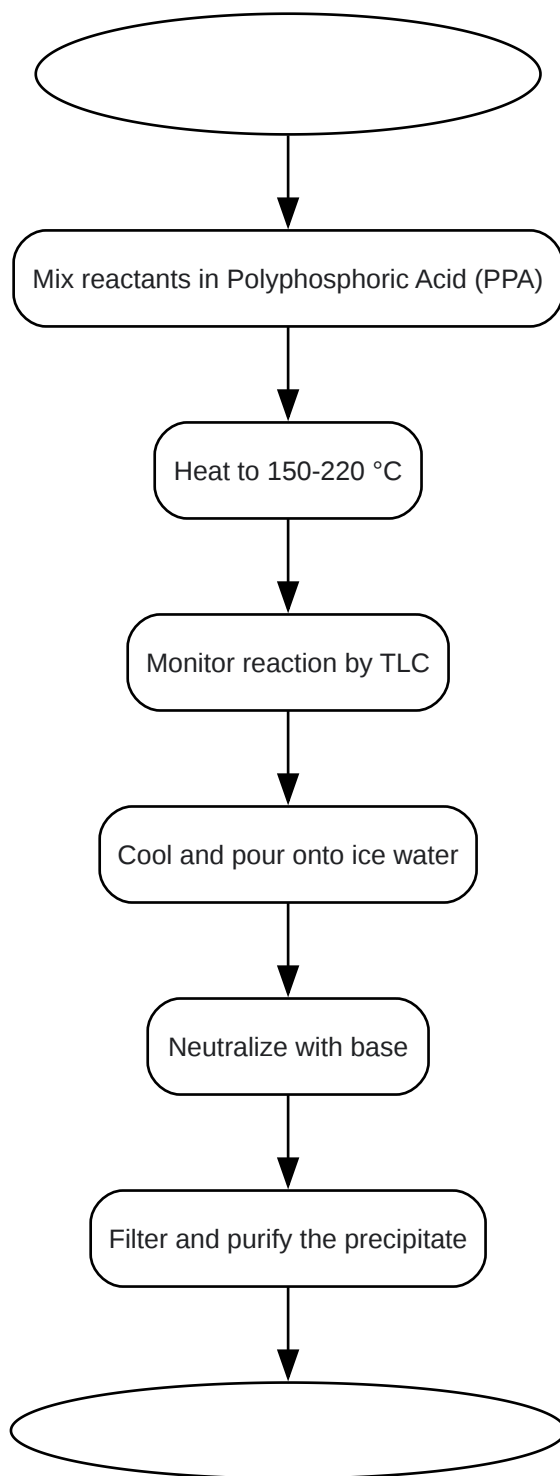 Mix reactants in Polyphosphoric Acid (PPA)
Heat to 150-220 °C
Monitor reaction by TLC
Cool and pour onto ice water
Neutralize with base
Filter and purify the precipitate